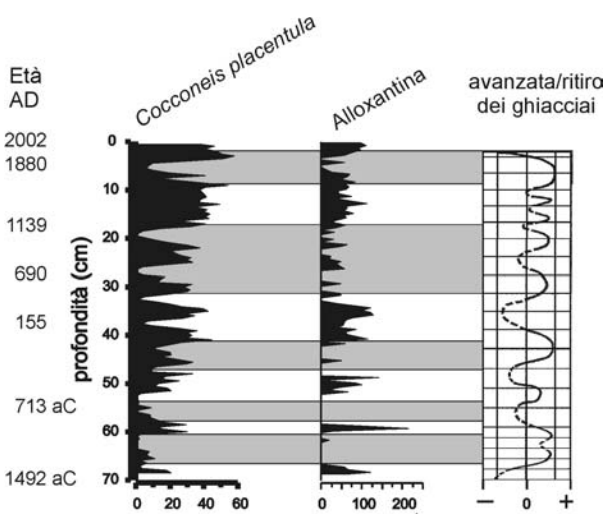 Età
AD
Cocconeis placentula
Alloxantina
avanzata/ritiro
dei ghiacciai
2002
1880
1139
690
155
713 aC
1492 aC
profondità (cm)
0
10
20
30
40
50
60
70
0 20 40 60
0 100 200
– 0 +